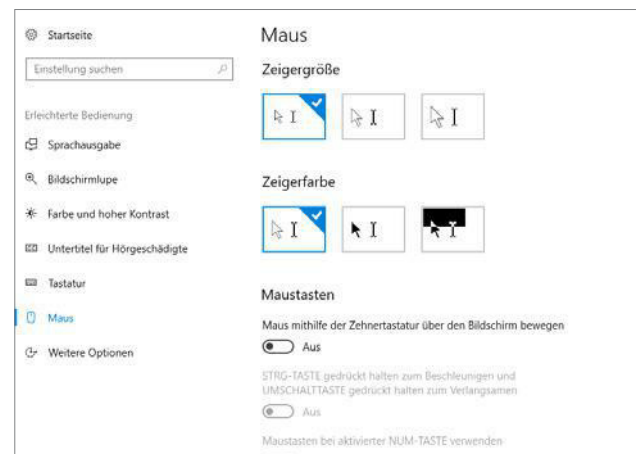 Startseite
Einstellung suchen
Erleichterte Bedienung
Sprachausgabe
Bildschirmlupe
Farbe und hoher Kontrast
Untertitel für Hörgeschädigte
Tastatur
Maus
Weitere Optionen
Maus
Zeigergröße
Zeigerfarbe
Maustasten
Maus mithilfe der Zehnertastatur über den Bildschirm bewegen
Aus
STRG-TASTE gedrückt halten zum Beschleunigen und
UMSCHALTTASTE gedrückt halten zum Verlangsamen
Aus
Maustasten bei aktivierter NUM-TASTE verwenden